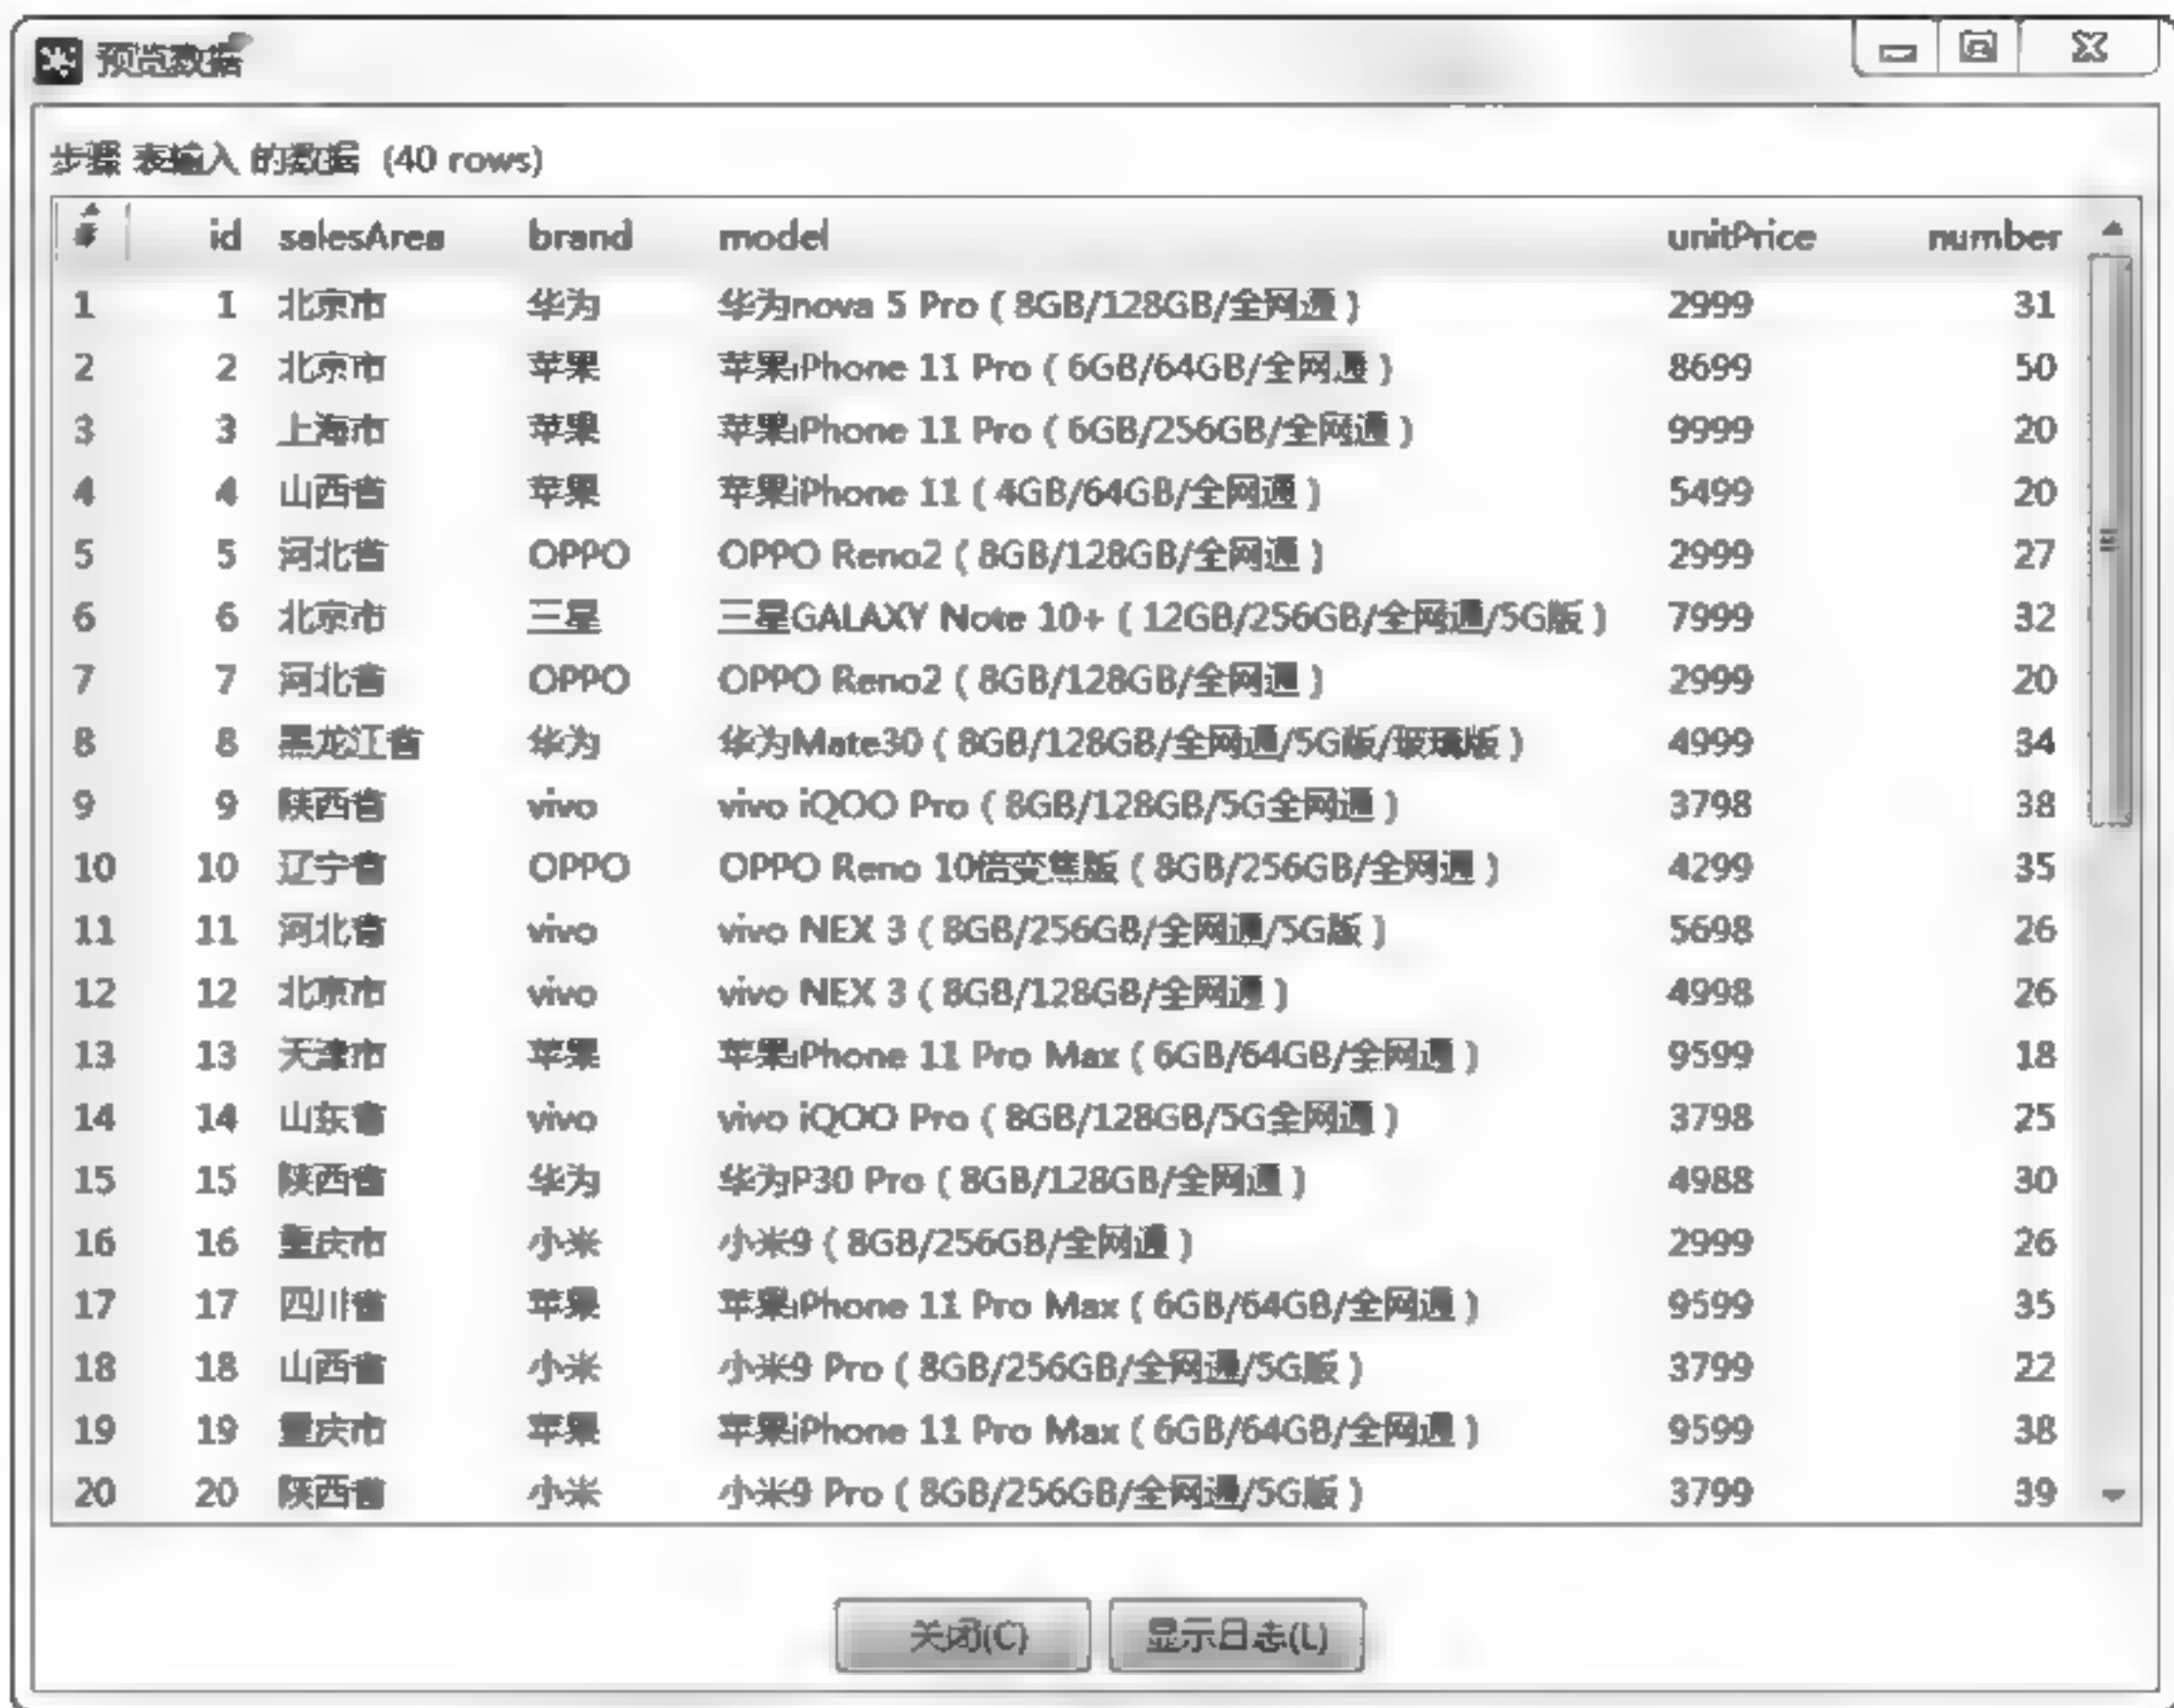 预览数据
步骤 表输入 的数据 (40 rows)
# id salesArea brand model unitPrice number
1 1 北京市 华为 华为nova 5 Pro ( 8GB/128GB/全网通 ) 2999 31
2 2 北京市 苹果 苹果iPhone 11 Pro ( 6GB/64GB/全网通 ) 8699 50
3 3 上海市 苹果 苹果iPhone 11 Pro ( 6GB/256GB/全网通 ) 9999 20
4 4 山西省 苹果 苹果iPhone 11 ( 4GB/64GB/全网通 ) 5499 20
5 5 河北省 OPPO OPPO Reno2 ( 8GB/128GB/全网通 ) 2999 27
6 6 北京市 三星 三星GALAXY Note 10+ ( 12GB/256GB/全网通/5G版 ) 7999 32
7 7 河北省 OPPO OPPO Reno2 ( 8GB/128GB/全网通 ) 2999 20
8 8 黑龙江省 华为 华为Mate30 ( 8GB/128GB/全网通/5G版/玻璃版 ) 4999 34
9 9 陕西省 vivo vivo iQOO Pro ( 8GB/128GB/5G全网通 ) 3798 38
10 10 辽宁省 OPPO OPPO Reno 10倍变焦版 ( 8GB/256GB/全网通 ) 4299 35
11 11 河北省 vivo vivo NEX 3 ( 8GB/256GB/全网通/5G版 ) 5698 26
12 12 北京市 vivo vivo NEX 3 ( 8GB/128GB/全网通 ) 4998 26
13 13 天津市 苹果 苹果iPhone 11 Pro Max ( 6GB/64GB/全网通 ) 9599 18
14 14 山东省 vivo vivo iQOO Pro ( 8GB/128GB/5G全网通 ) 3798 25
15 15 陕西省 华为 华为P30 Pro ( 8GB/128GB/全网通 ) 4988 30
16 16 重庆市 小米 小米9 ( 8GB/256GB/全网通 ) 2999 26
17 17 四川省 苹果 苹果iPhone 11 Pro Max ( 6GB/64GB/全网通 ) 9599 35
18 18 山西省 小米 小米9 Pro ( 8GB/256GB/全网通/5G版 ) 3799 22
19 19 重庆市 苹果 苹果iPhone 11 Pro Max ( 6GB/64GB/全网通 ) 9599 38
20 20 陕西省 小米 小米9 Pro ( 8GB/256GB/全网通/5G版 ) 3799 39
关闭(C) 显示日志(L)